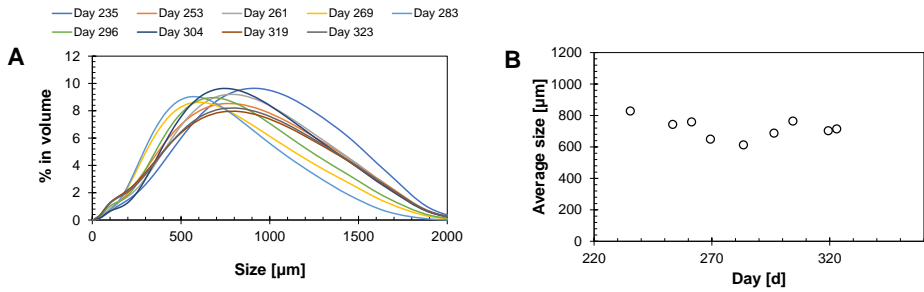 Day 235 Day 253 Day 261 Day 269 Day 283
Day 296 Day 304 Day 319 Day 323
A
12
10
8
6
4
2
0
% in volume
0 500 1000 1500 2000
Size [µm]
B
1200
1000
800
600
400
200
0
Average size [µm]
220 270 320
Day [d]